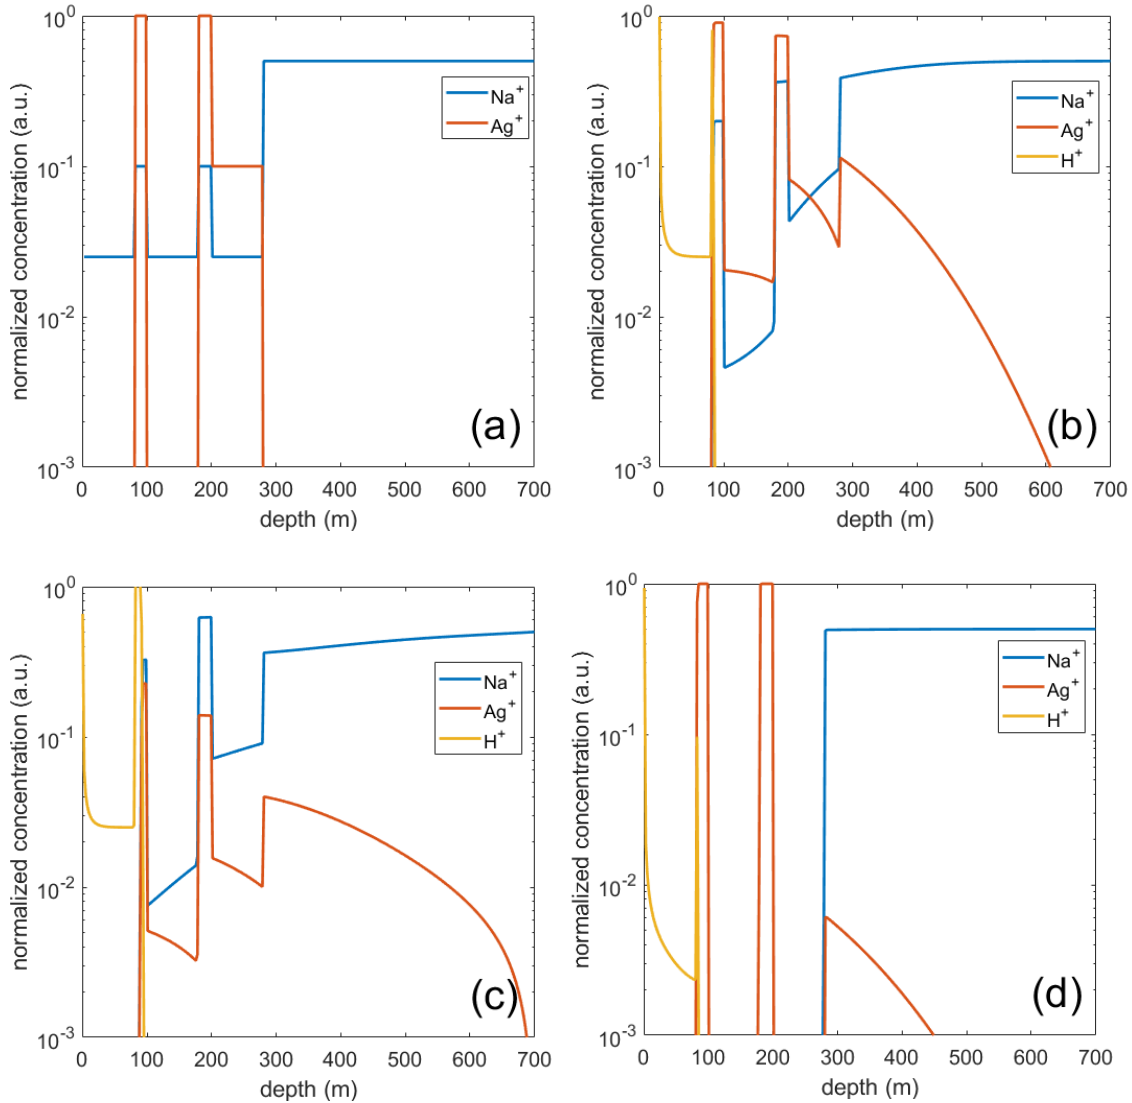 10^0
10^-1
10^-2
10^-3
normalized concentration (a.u.)
0 100 200 300 400 500 600 700
depth (m)
Na^+
Ag^+
(a)
10^0
10^-1
10^-2
10^-3
normalized concentration (a.u.)
0 100 200 300 400 500 600 700
depth (m)
Na^+
Ag^+
H^+
(b)
10^0
10^-1
10^-2
10^-3
normalized concentration (a.u.)
0 100 200 300 400 500 600 700
depth (m)
Na^+
Ag^+
H^+
(c)
10^0
10^-1
10^-2
10^-3
normalized concentration (a.u.)
0 100 200 300 400 500 600 700
depth (m)
Na^+
Ag^+
H^+
(d)